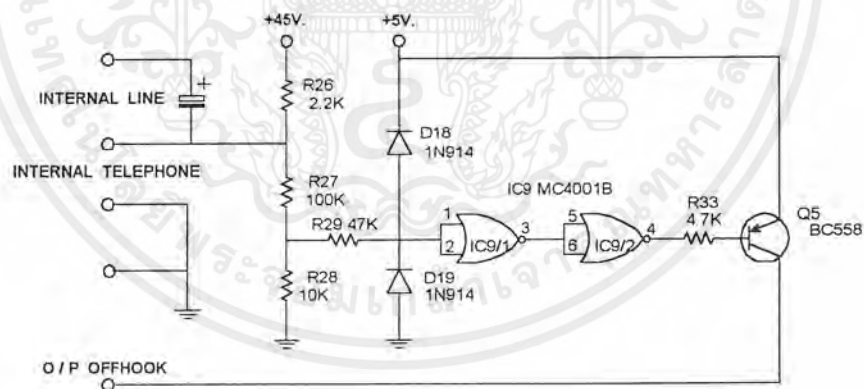 +45V.
+5V.
INTERNAL LINE
+
R26
2.2K
D18
1N914
INTERNAL TELEPHONE
R27
100K
IC9 MC4001B
R29 47K
1
2
IC9/1
3
5
6
IC9/2
4
R33
4.7K
Q5
BC558
R28
10K
D19
1N914
O / P OFFHOOK